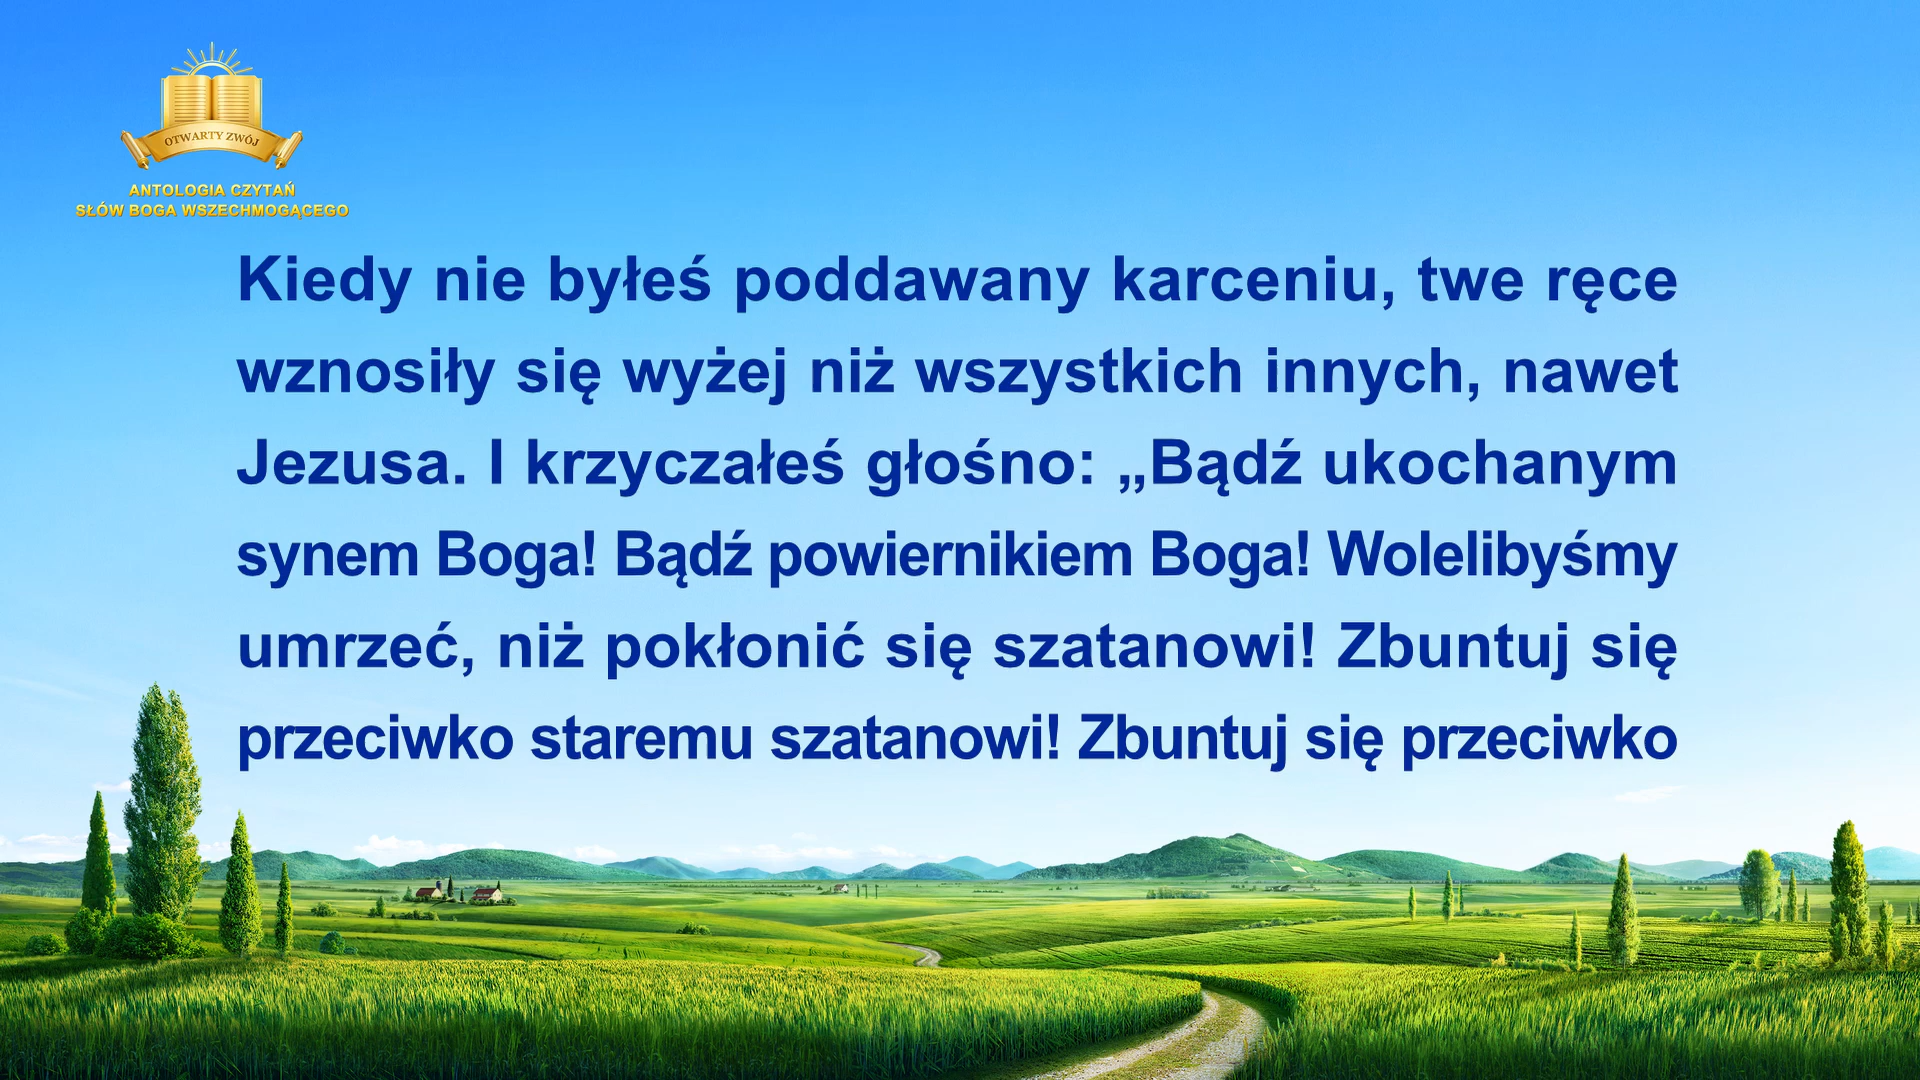 OTWARTY ZWÓJ
ANTOLOGIA CZYTAŃ
SŁÓW BOGA WSZECHMOGĄCEGO
Kiedy nie byłeś poddawany karceniu, twe ręce
wznosiły się wyżej niż wszystkich innych, nawet
Jezusa. I krzyczałeś głośno: „Bądź ukochanym
synem Boga! Bądź powiernikiem Boga! Wolelibyśmy
umrzeć, niż pokłonić się szatanowi! Zbuntuj się
przeciwko staremu szatanowi! Zbuntuj się przeciwko